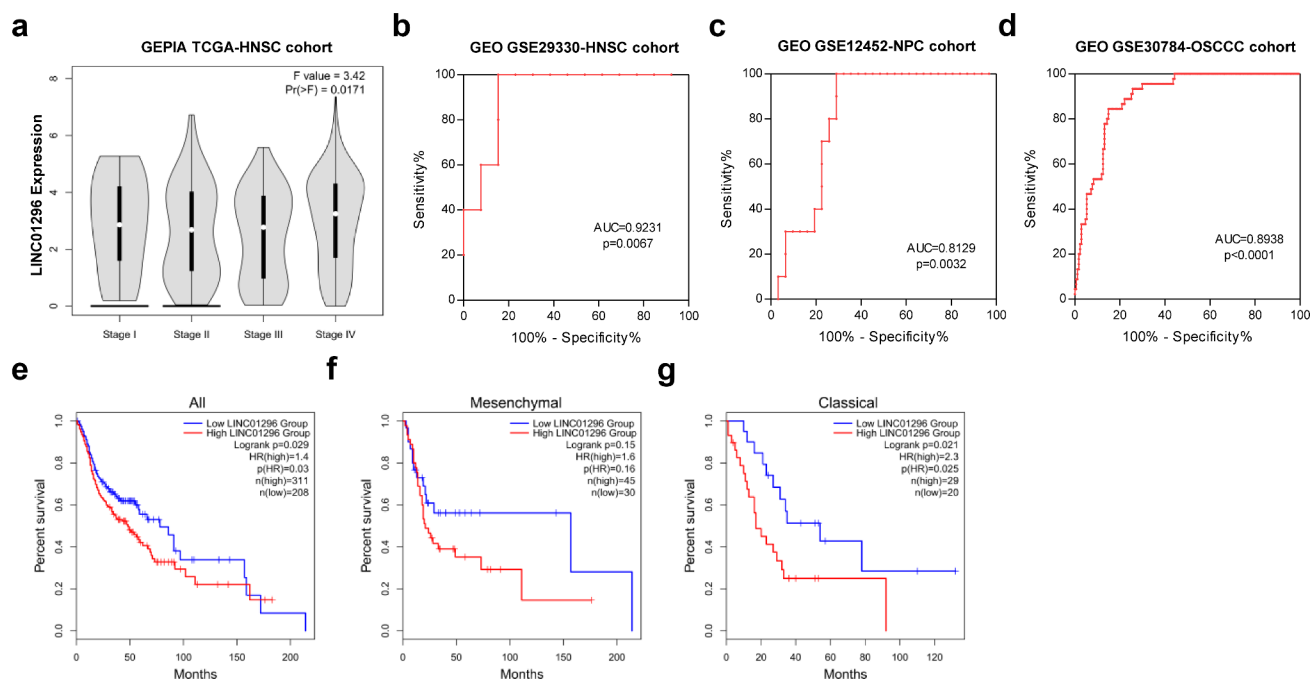 a
GEPIA TCGA-HNSC cohort
F value = 3.42
Pr(>F) = 0.0171
LINC01296 Expression
8
6
4
2
0
Stage I
Stage II
Stage III
Stage IV
b
GEO GSE29330-HNSC cohort
Sensitivity%
100
80
60
40
20
0
AUC=0.9231
p=0.0067
0 20 40 60 80 100
100% - Specificity%
c
GEO GSE12452-NPC cohort
Sensitivity%
100
80
60
40
20
0
AUC=0.8129
p=0.0032
0 20 40 60 80 100
100% - Specificity%
d
GEO GSE30784-OSCCC cohort
Sensitivity%
100
80
60
40
20
0
AUC=0.8938
p<0.0001
0 20 40 60 80 100
100% - Specificity%
e
All
Low LINC01296 Group
High LINC01296 Group
Logrank p=0.029
HR(high)=1.4
p(HR)=0.03
n(high)=311
n(low)=208
Percent survival
1.0
0.8
0.6
0.4
0.2
0.0
0 50 100 150 200
Months
f
Mesenchymal
Low LINC01296 Group
High LINC01296 Group
Logrank p=0.15
HR(high)=1.6
p(HR)=0.16
n(high)=45
n(low)=30
Percent survival
1.0
0.8
0.6
0.4
0.2
0.0
0 50 100 150 200
Months
g
Classical
Low LINC01296 Group
High LINC01296 Group
Logrank p=0.021
HR(high)=2.3
p(HR)=0.025
n(high)=29
n(low)=20
Percent survival
1.0
0.8
0.6
0.4
0.2
0.0
0 20 40 60 80 100 120
Months